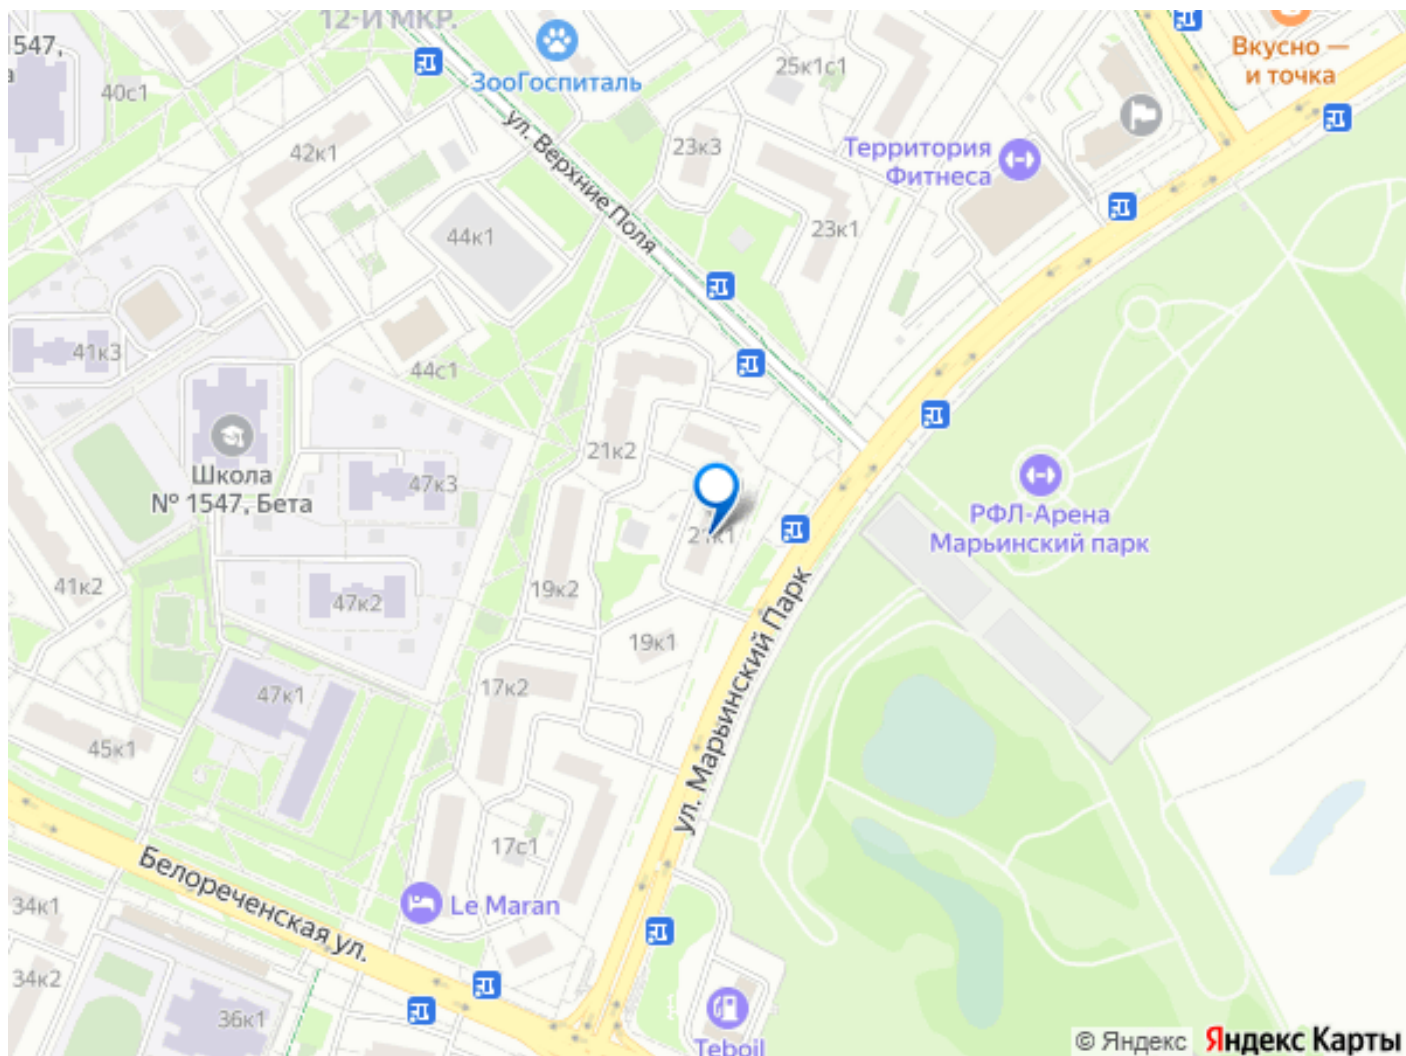 12-Й МКР.
1547,
а
40с1
ЗооГоспиталь
25к1с1
Вкусно —
и точка
42к1
ул. Верхние Поля
23к3
Территория
Фитнеса
44к1
23к1
41к3
44с1
21к2
Школа
№ 1547, Бета
47к3
21к1
РФЛ-Арена
Марьинский парк
41к2
47к2
19к2
19к1
ул. Марьинский Парк
47к1
17к2
45к1
17с1
Белореченская ул.
34к1
Le Maran
34к2
36к1
Teboil
© Яндекс Яндекс Карты